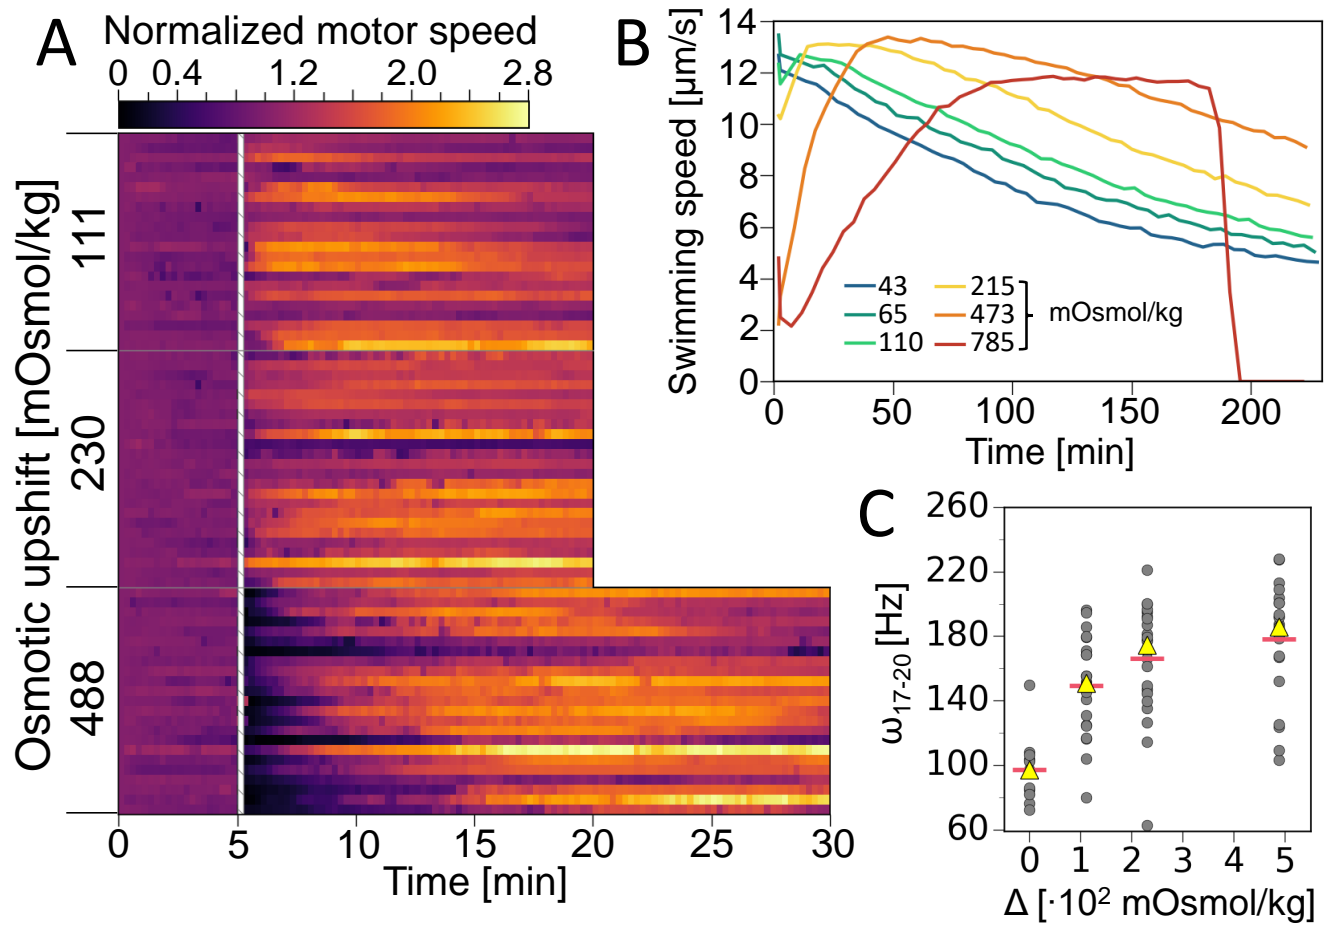 A
Normalized motor speed
0 0.4 1.2 2.0 2.8
Osmotic upshift [mOsmol/kg]
111
230
488
0 5 10 15 20 25 30
Time [min]
B
Swimming speed [µm/s]
14
12
10
8
6
4
2
0
43 215
65 473
110 785
mOsmol/kg
0 50 100 150 200
Time [min]
C
ω17-20 [Hz]
260
220
180
140
100
60
0 1 2 3 4 5
Δ [·10² mOsmol/kg]